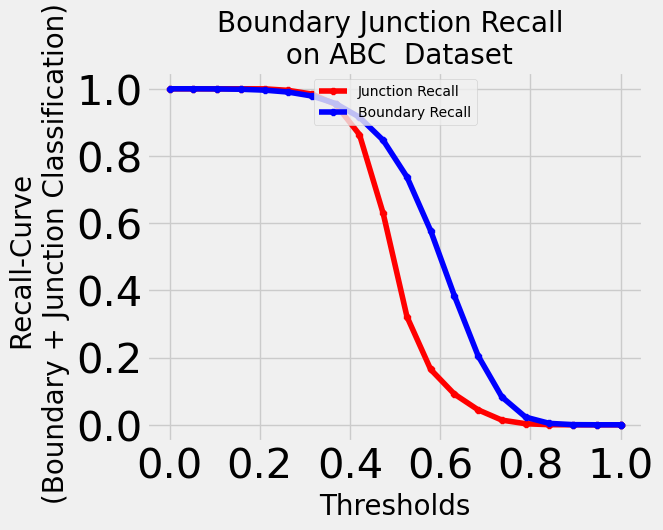 Boundary Junction Recall
on ABC  Dataset
Recall-Curve
(Boundary + Junction Classification)
1.0
0.8
0.6
0.4
0.2
0.0
Junction Recall
Boundary Recall
0.0 0.2 0.4 0.6 0.8 1.0
Thresholds